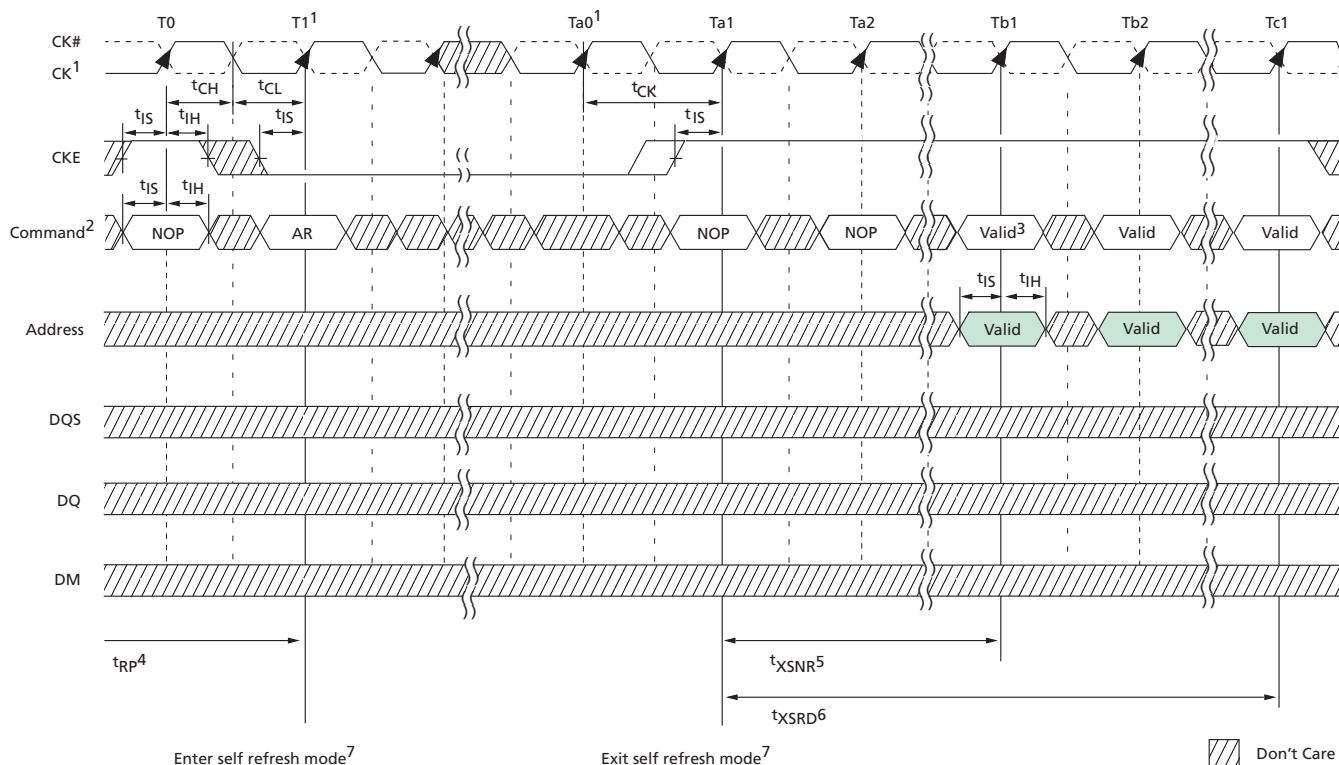 T0 T1¹ Ta0¹ Ta1 Ta2 Tb1 Tb2 Tc1
CK#
CK¹
tCH tCL tCK
tIS tIH tIS tIS
CKE
tIS tIH
Command² NOP AR NOP NOP Valid³ Valid Valid
tIS tIH
Address Valid Valid Valid
DQS
DQ
DM
tRP⁴ tXSNR⁵
tXSRD⁶
Enter self refresh mode⁷ Exit self refresh mode⁷ Don't Care